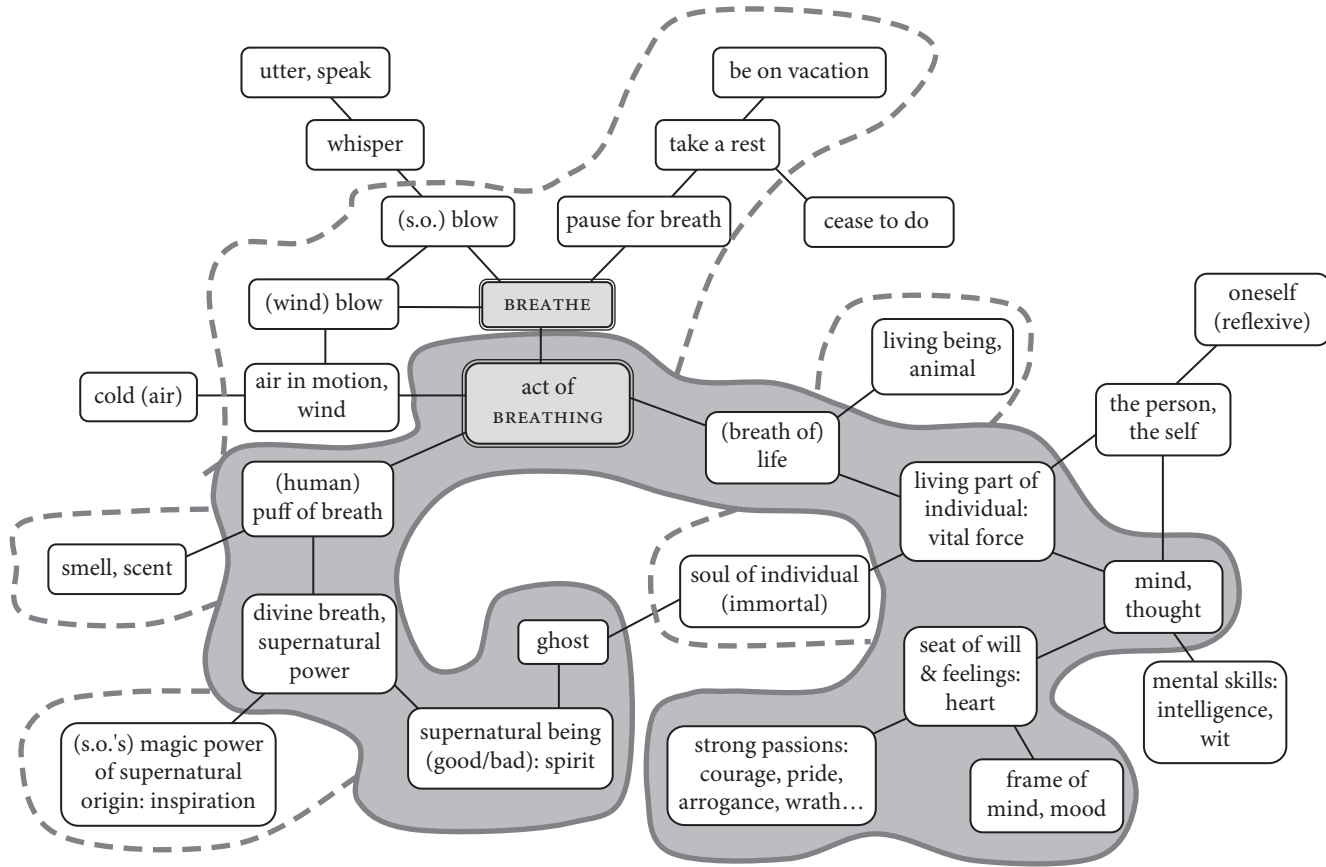 utter, speak
be on vacation
whisper
take a rest
(s.o.) blow
pause for breath
cease to do
(wind) blow
BREATHE
oneself
(reflexive)
living being,
animal
cold (air)
air in motion,
wind
act of
BREATHING
the person,
the self
(breath of)
life
(human)
puff of breath
living part of
individual:
vital force
smell, scent
soul of individual
(immortal)
mind,
thought
divine breath,
supernatural
power
ghost
seat of will
& feelings:
heart
mental skills:
intelligence,
wit
(s.o.'s) magic power
of supernatural
origin: inspiration
supernatural being
(good/bad): spirit
strong passions:
courage, pride,
arrogance, wrath…
frame of
mind, mood